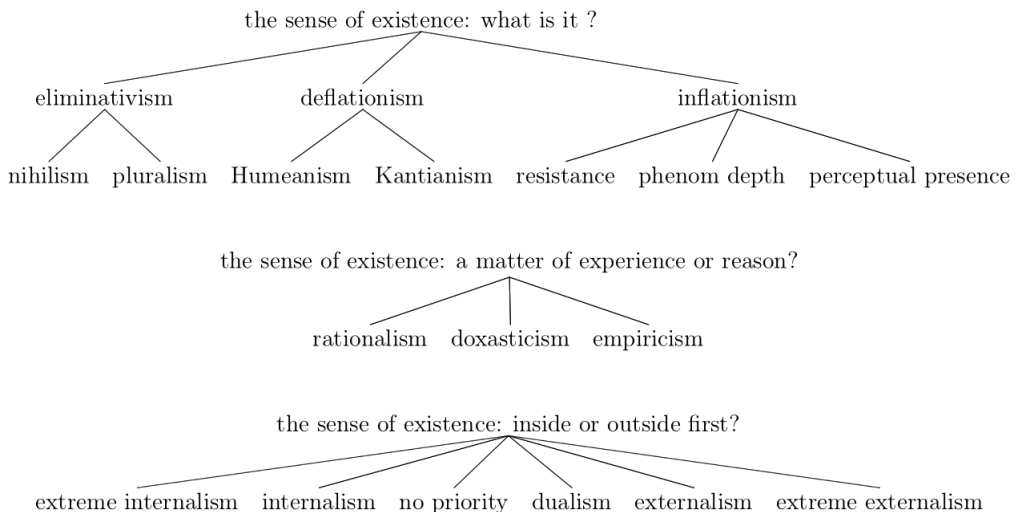 the sense of existence: what is it ?
eliminativism deflationism inflationism
nihilism pluralism Humeanism Kantianism resistance phenom depth perceptual presence
the sense of existence: a matter of experience or reason?
rationalism doxasticism empiricism
the sense of existence: inside or outside first?
extreme internalism internalism no priority dualism externalism extreme externalism